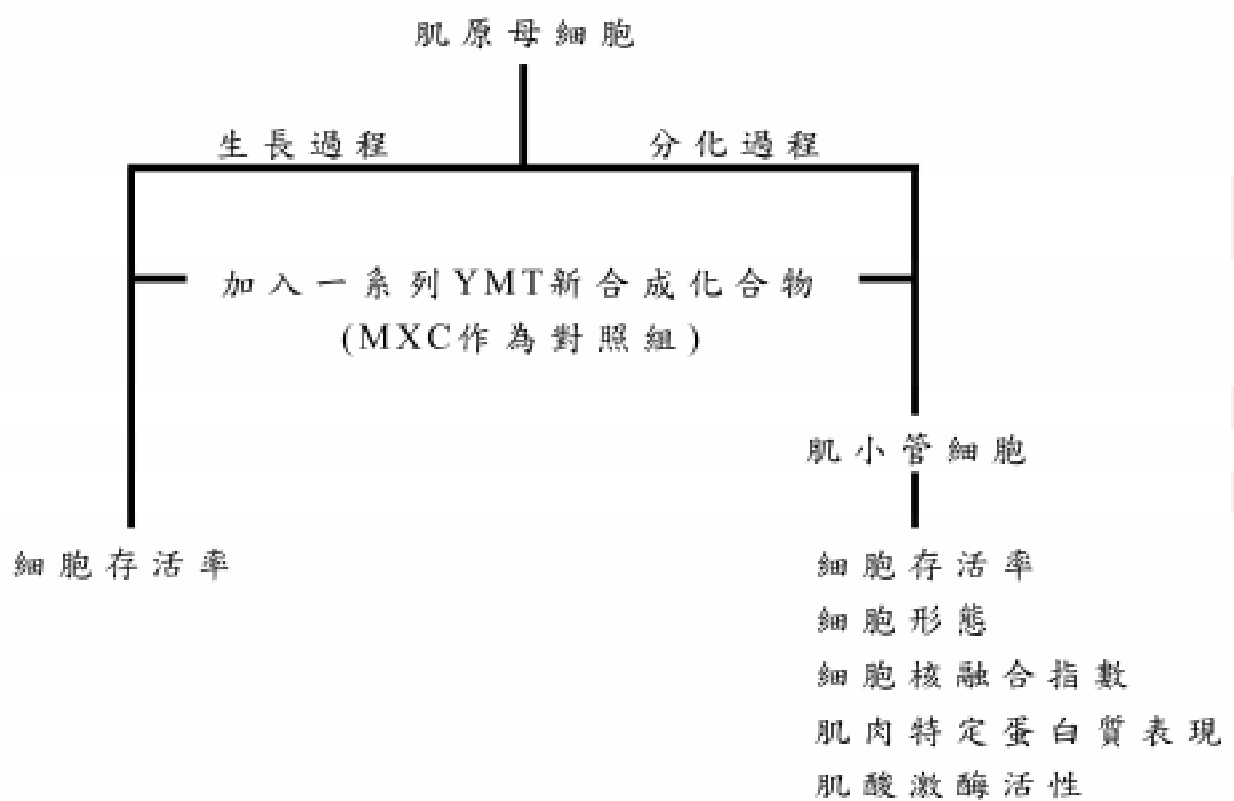 肌原母細胞
生長過程
分化過程
加入一系列YMT新合成化合物
(MXC作為對照組)
肌小管細胞
細胞存活率
細胞存活率
細胞形態
細胞核融合指數
肌肉特定蛋白質表現
肌酸激酶活性